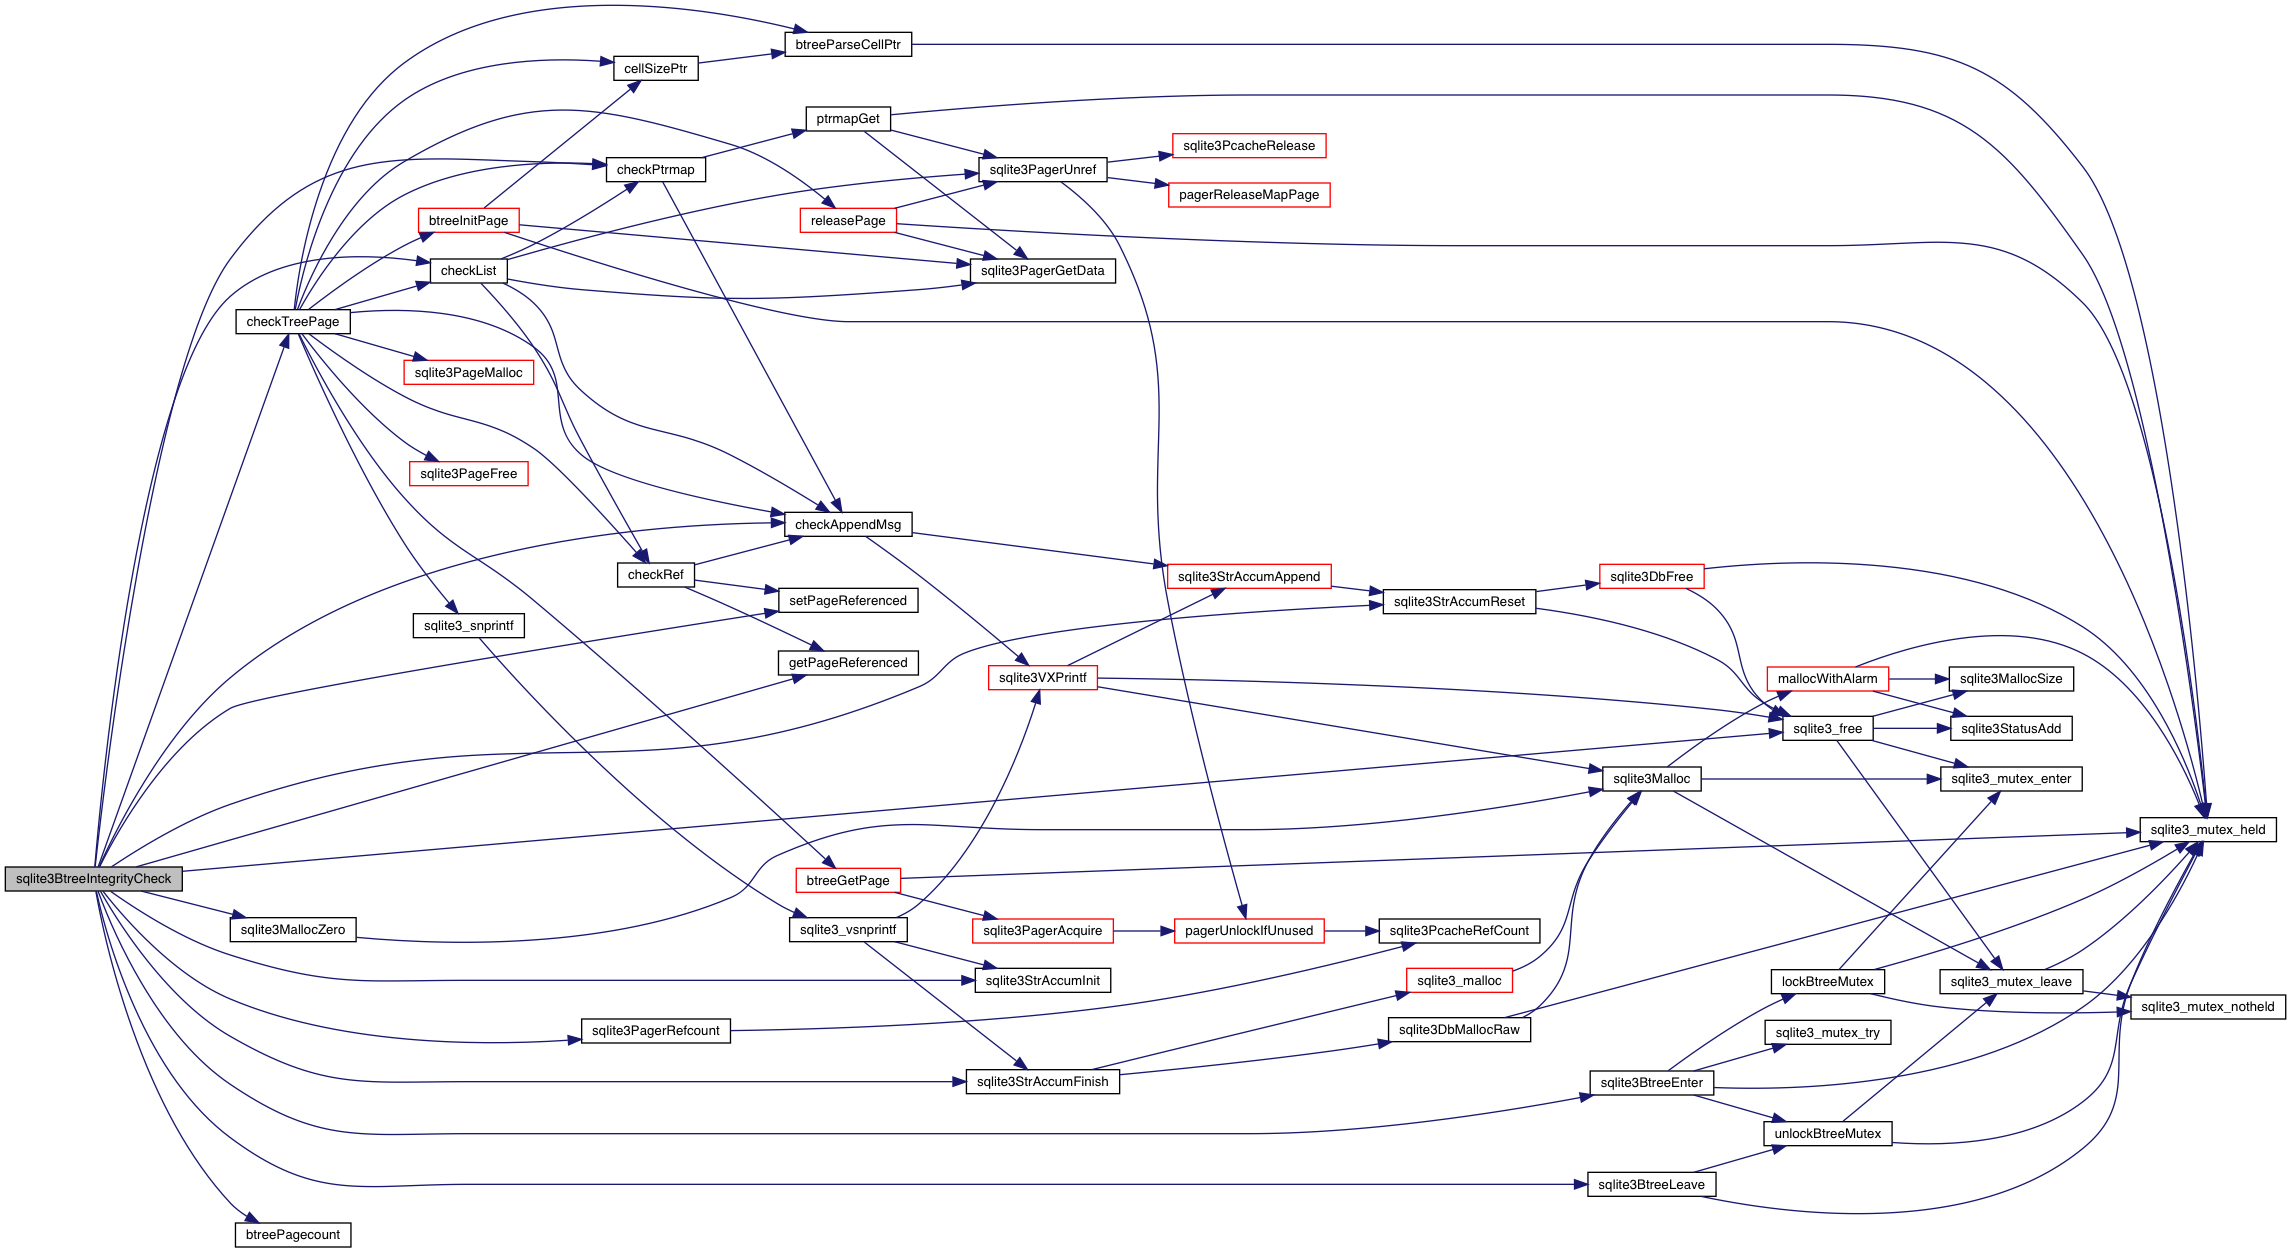 btreeParseCellPtr
cellSizePtr
ptrmapGet
sqlite3PcacheRelease
checkPtrmap
sqlite3PagerUnref
pagerReleaseMapPage
btreeInitPage
releasePage
checkList
sqlite3PagerGetData
checkTreePage
sqlite3PageMalloc
sqlite3PageFree
checkAppendMsg
checkRef
sqlite3StrAccumAppend
sqlite3DbFree
setPageReferenced
sqlite3StrAccumReset
sqlite3_snprintf
getPageReferenced
sqlite3VXPrintf
mallocWithAlarm
sqlite3MallocSize
sqlite3_free
sqlite3StatusAdd
sqlite3Malloc
sqlite3_mutex_enter
sqlite3_mutex_held
sqlite3BtreeIntegrityCheck
btreeGetPage
sqlite3MallocZero
sqlite3_vsnprintf
sqlite3PagerAcquire
pagerUnlockIfUnused
sqlite3PcacheRefCount
sqlite3StrAccumInit
sqlite3_malloc
lockBtreeMutex
sqlite3_mutex_leave
sqlite3_mutex_notheld
sqlite3PagerRefcount
sqlite3DbMallocRaw
sqlite3_mutex_try
sqlite3StrAccumFinish
sqlite3BtreeEnter
unlockBtreeMutex
sqlite3BtreeLeave
btreePagecount